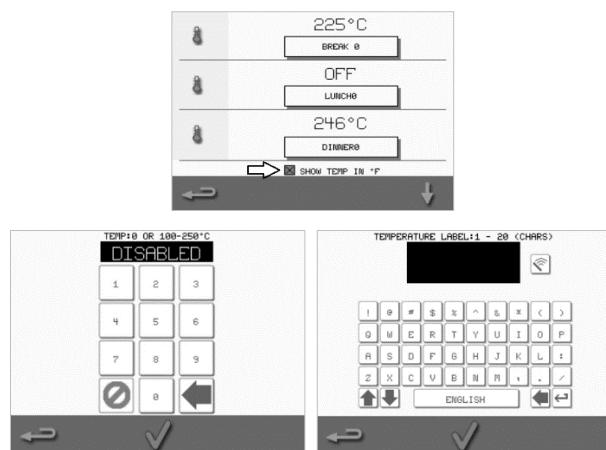 225°C
BREAK 0
OFF
LUNCH0
246°C
DINNER0
SHOW TEMP IN °F
TEMP:0 OR 100-250°C
DISABLED
1 2 3
4 5 6
7 8 9
0
TEMPERATURE LABEL:1 - 20 (CHARS)
! @ # $ % ^ & * ( )
Q W E R T Y U I O P
A S D F G H J K L :
Z X C V B N M , . /
ENGLISH